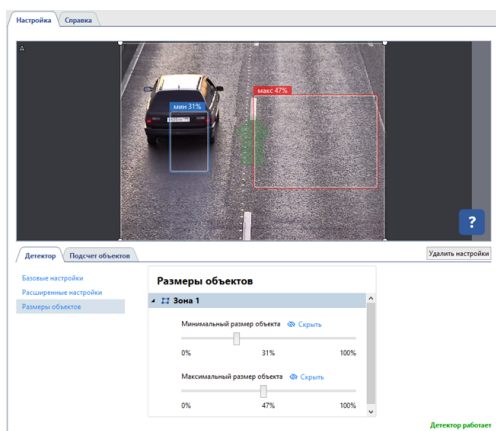 Настройка Справка
мин 31%
макс 47%
?
Детектор Подсчет объектов Удалить настройки
Базовые настройки
Расширенные настройки
Размеры объектов
Размеры объектов
Зона 1
Минимальный размер объекта Скрыть
0% 31% 100%
Максимальный размер объекта Скрыть
0% 47% 100%
Детектор работает